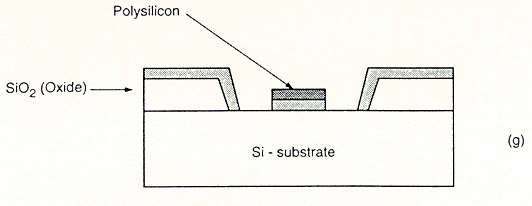 Polysilicon
SiO₂ (Oxide)
Si - substrate
(g)